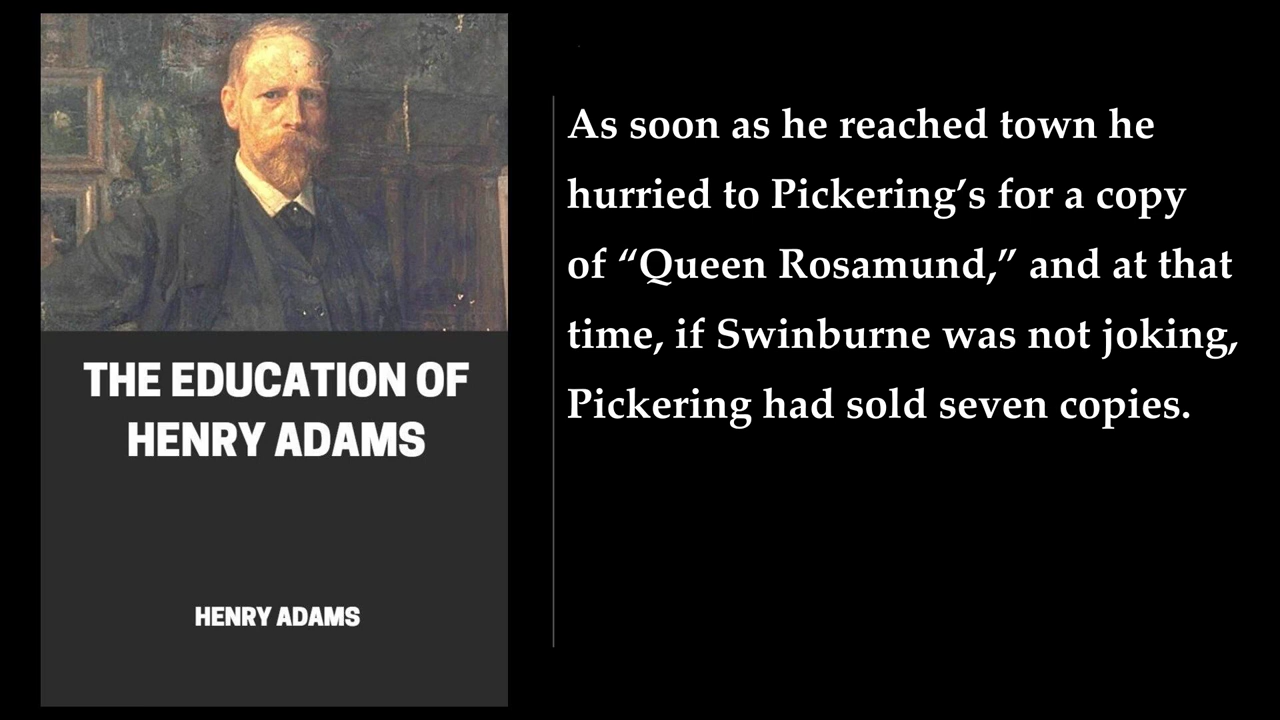 THE EDUCATION OF
HENRY ADAMS
HENRY ADAMS
As soon as he reached town he
hurried to Pickering’s for a copy
of “Queen Rosamund,” and at that
time, if Swinburne was not joking,
Pickering had sold seven copies.